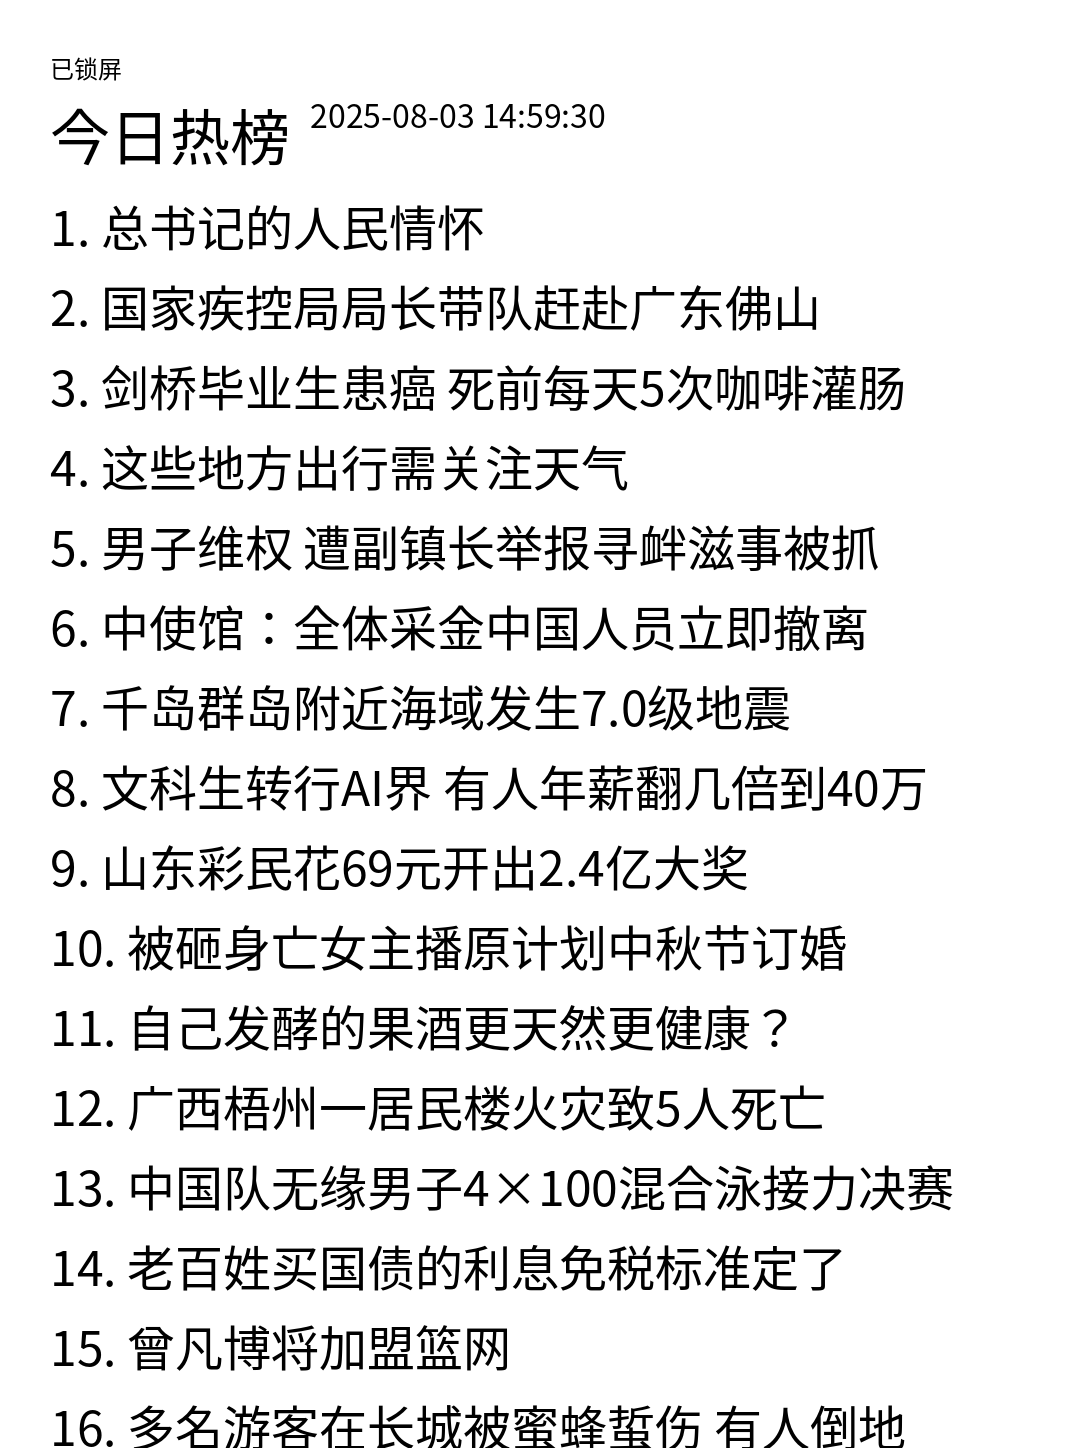 已锁屏
今日热榜 2025-08-03 14:59:30
1. 总书记的人民情怀
2. 国家疾控局局长带队赶赴广东佛山
3. 剑桥毕业生患癌 死前每天5次咖啡灌肠
4. 这些地方出行需关注天气
5. 男子维权 遭副镇长举报寻衅滋事被抓
6. 中使馆：全体采金中国人员立即撤离
7. 千岛群岛附近海域发生7.0级地震
8. 文科生转行AI界 有人年薪翻几倍到40万
9. 山东彩民花69元开出2.4亿大奖
10. 被砸身亡女主播原计划中秋节订婚
11. 自己发酵的果酒更天然更健康？
12. 广西梧州一居民楼火灾致5人死亡
13. 中国队无缘男子4×100混合泳接力决赛
14. 老百姓买国债的利息免税标准定了
15. 曾凡博将加盟篮网
16. 多名游客在长城被蜜蜂蜇伤 有人倒地